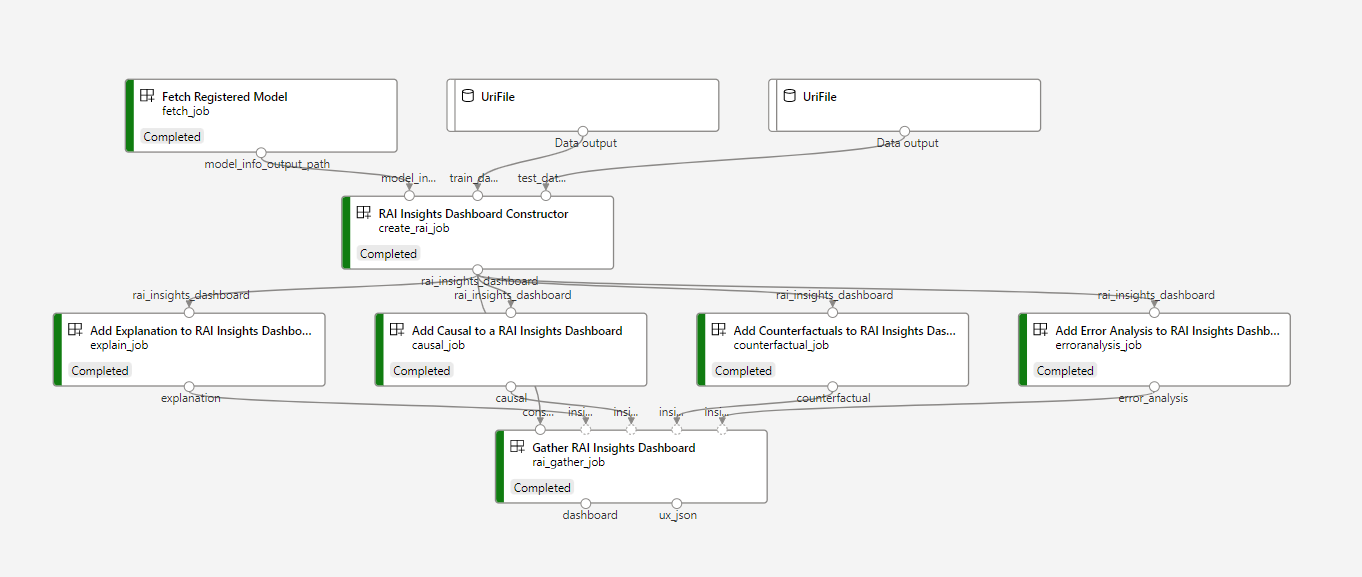 Fetch Registered Model
fetch_job
Completed
UriFile
UriFile
model_info_output_path
Data output
Data output
model_in...
train_da...
test_dat...
RAI Insights Dashboard Constructor
create_rai_job
Completed
rai_insights_dashboard
rai_insights_dashboard
rai_insights_dashboard
rai_insights_dashboard
rai_insights_dashboard
Add Explanation to RAI Insights Dashbo...
explain_job
Completed
Add Causal to a RAI Insights Dashboard
causal_job
Completed
Add Counterfactuals to RAI Insights Das...
counterfactual_job
Completed
Add Error Analysis to RAI Insights Dashb...
erroranalysis_job
Completed
explanation
causal
counterfactual
error_analysis
cons...
insi...
insi...
insi...
insi...
Gather RAI Insights Dashboard
rai_gather_job
Completed
dashboard
ux_json